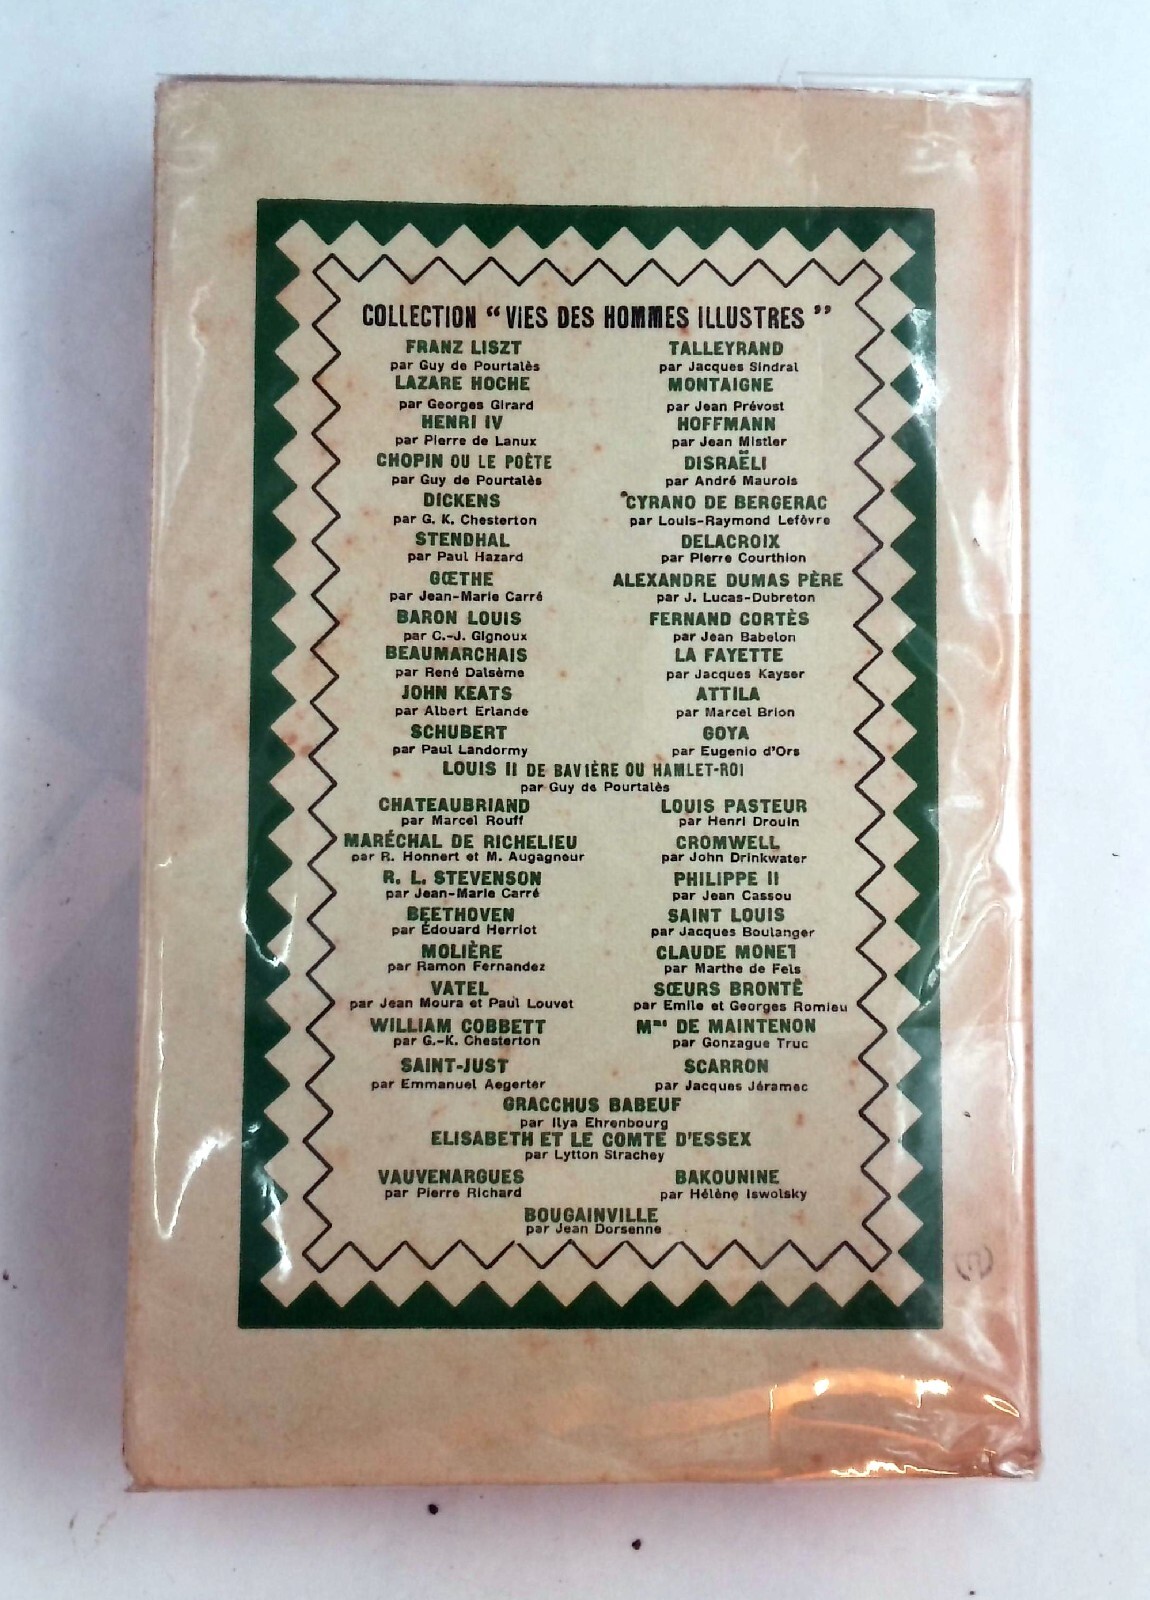 COLLECTION “ VIES DES HOMMES ILLUSTRES ”
FRANZ LISZT
par Guy de Pourtalès
TALLEYRAND
par Jacques Sindral
LAZARE HOCHE
par Georges Girard
MONTAIGNE
par Jean Prévost
HENRI IV
par Pierre de Lanux
HOFFMANN
par Jean Mistler
CHOPIN OU LE POÈTE
par Guy de Pourtalès
DISRAËLI
par André Maurois
DICKENS
par G. K. Chesterton
CYRANO DE BERGERAC
par Louis-Raymond Lefèvre
STENDHAL
par Paul Hazard
DELACROIX
par Pierre Courthion
GŒTHE
par Jean-Marie Carré
ALEXANDRE DUMAS PÈRE
par J. Lucas-Dubreton
BARON LOUIS
par C.-J. Gignoux
FERNAND CORTÈS
par Jean Babelon
BEAUMARCHAIS
par René Dalsème
LA FAYETTE
par Jacques Kayser
JOHN KEATS
par Albert Erlande
ATTILA
par Marcel Brion
SCHUBERT
par Paul Landormy
GOYA
par Eugenio d'Ors
LOUIS II DE BAVIÈRE OU HAMLET-ROI
par Guy de Pourtalès
CHATEAUBRIAND
par Marcel Rouff
LOUIS PASTEUR
par Henri Drouin
MARÉCHAL DE RICHELIEU
par R. Honnert et M. Augagneur
CROMWELL
par John Drinkwater
R. L. STEVENSON
par Jean-Marie Carré
PHILIPPE II
par Jean Cassou
BEETHOVEN
par Édouard Herriot
SAINT LOUIS
par Jacques Boulanger
MOLIÈRE
par Ramon Fernandez
CLAUDE MONET
par Marthe de Fels
VATEL
par Jean Moura et Paul Louvet
SŒURS BRONTË
par Emile et Georges Romieu
WILLIAM COBBETT
par G.-K. Chesterton
Mme DE MAINTENON
par Gonzague Truc
SAINT-JUST
par Emmanuel Aegerter
SCARRON
par Jacques Jéramec
GRACCHUS BABEUF
par Ilya Ehrenbourg
ELISABETH ET LE COMTE D'ESSEX
par Lytton Strachey
VAUVENARGUES
par Pierre Richard
BAKOUNINE
par Hélène Iswolsky
BOUGAINVILLE
par Jean Dorsenne